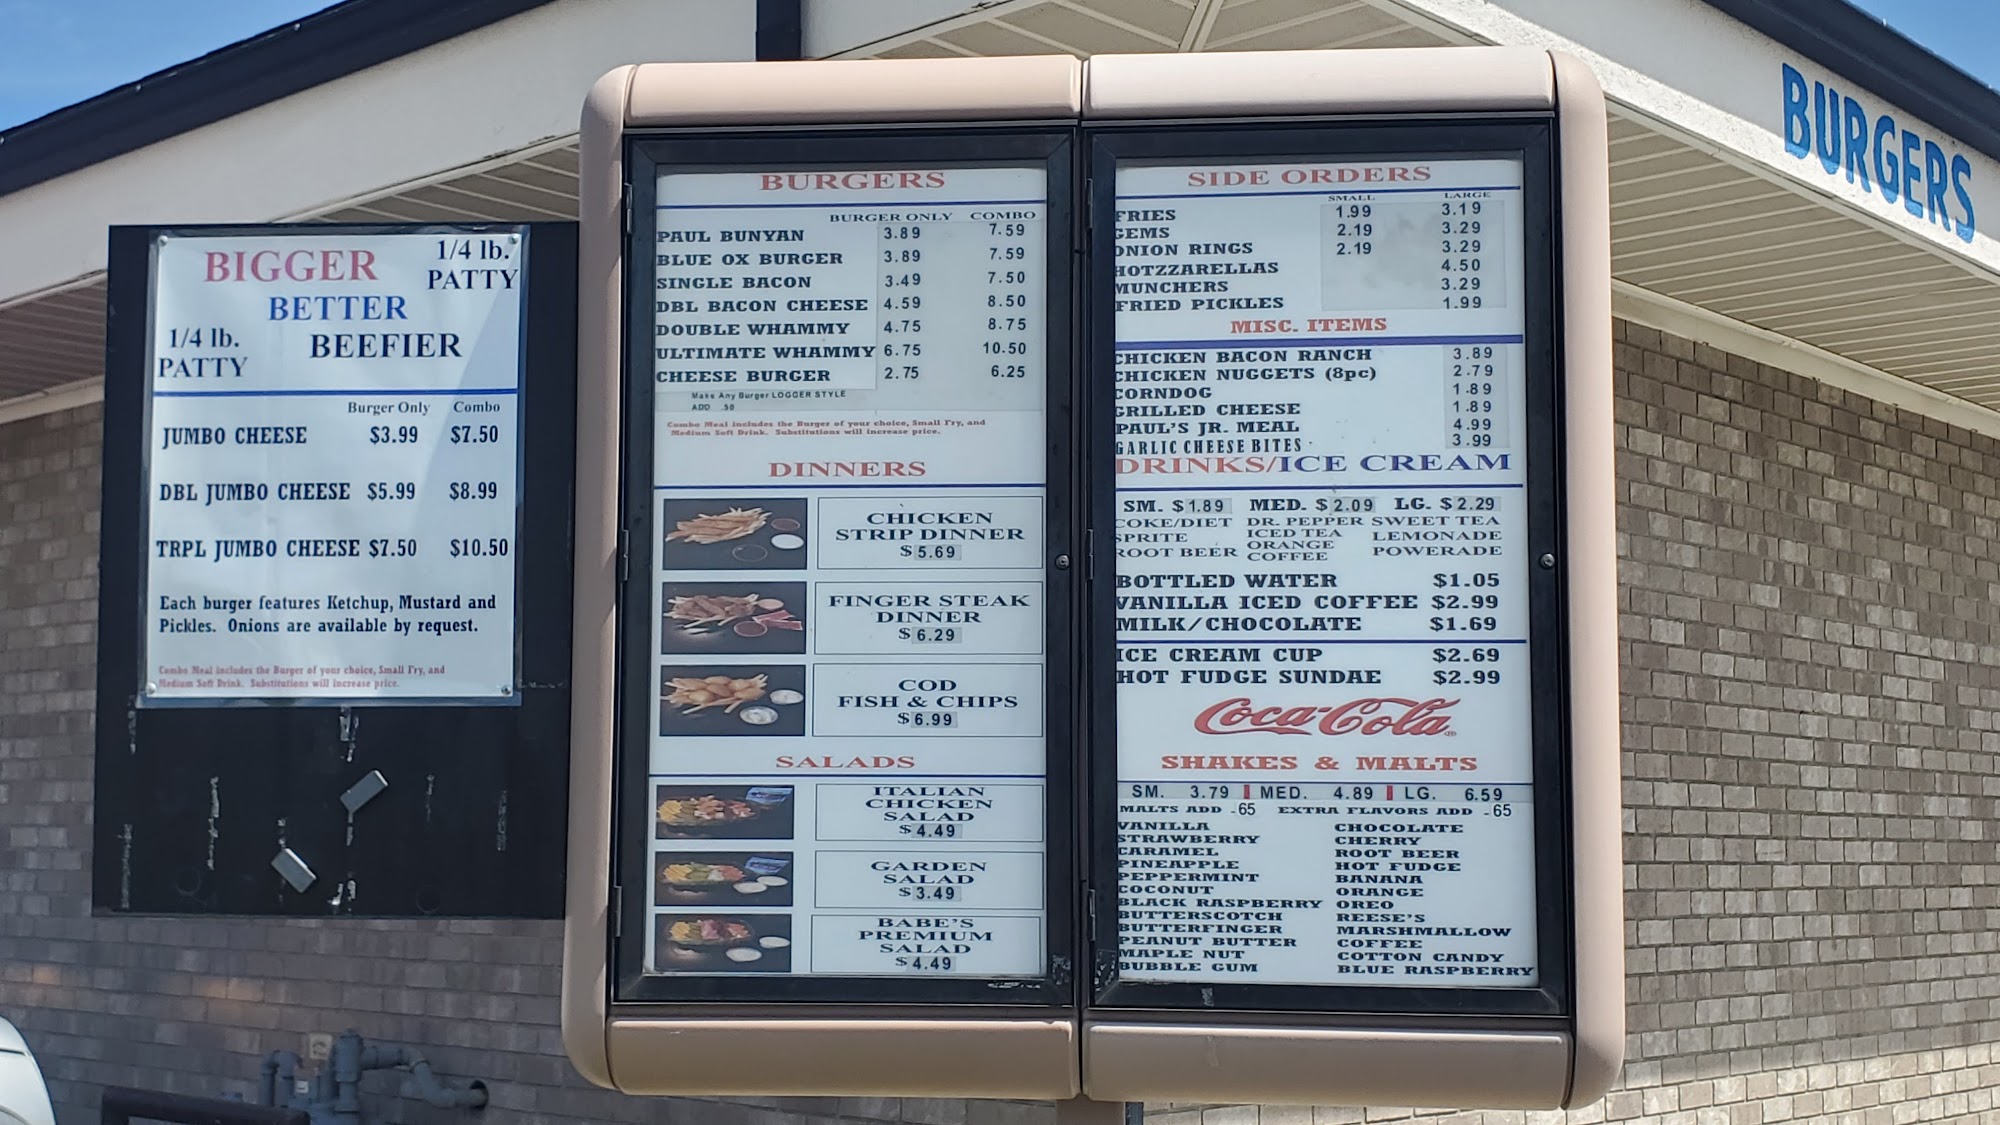 BURGERS
BIGGER 1/4 lb.
PATTY
BETTER
1/4 lb.
PATTY BEEFIER
Burger Only Combo
JUMBO CHEESE $3.99 $7.50
DBL JUMBO CHEESE $5.99 $8.99
TRPL JUMBO CHEESE $7.50 $10.50
Each burger features Ketchup, Mustard and
Pickles. Onions are available by request.
Combo Meal includes the Burger of your choice, Small Fry, and
Medium Soft Drink. Substitutions will increase price.
BURGERS
BURGER ONLY COMBO
PAUL BUNYAN 3.89 7.59
BLUE OX BURGER 3.89 7.59
SINGLE BACON 3.49 7.50
DBL BACON CHEESE 4.59 8.50
DOUBLE WHAMMY 4.75 8.75
ULTIMATE WHAMMY 6.75 10.50
CHEESE BURGER 2.75 6.25
Make Any Burger LOGGER STYLE
ADD .50
Combo Meal includes the Burger of your choice, Small Fry, and
Medium Soft Drink. Substitutions will increase price.
DINNERS
CHICKEN
STRIP DINNER
$5.69
FINGER STEAK
DINNER
$6.29
COD
FISH & CHIPS
$6.99
SALADS
ITALIAN
CHICKEN
SALAD
$4.49
GARDEN
SALAD
$3.49
BABE'S
PREMIUM
SALAD
$4.49
SIDE ORDERS
SMALL LARGE
FRIES 1.99 3.19
GEMS 2.19 3.29
ONION RINGS 2.19 3.29
HOTZZARELLAS 4.50
MUNCHERS 3.29
FRIED PICKLES 1.99
MISC. ITEMS
CHICKEN BACON RANCH 3.89
CHICKEN NUGGETS (8pc) 2.79
CORNDOG 1.89
GRILLED CHEESE 1.89
PAUL'S JR. MEAL 4.99
GARLIC CHEESE BITES 3.99
DRINKS/ICE CREAM
SM. $1.89 MED. $2.09 LG. $2.29
COKE/DIET DR. PEPPER SWEET TEA
SPRITE ICED TEA LEMONADE
ROOT BEER ORANGE POWERADE
COFFEE
BOTTLED WATER $1.05
VANILLA ICED COFFEE $2.99
MILK/CHOCOLATE $1.69
ICE CREAM CUP $2.69
HOT FUDGE SUNDAE $2.99
Coca-Cola®
SHAKES & MALTS
SM. 3.79 | MED. 4.89 | LG. 6.59
MALTS ADD .65 EXTRA FLAVORS ADD .65
VANILLA CHOCOLATE
STRAWBERRY CHERRY
CARAMEL ROOT BEER
PINEAPPLE HOT FUDGE
PEPPERMINT BANANA
COCONUT ORANGE
BLACK RASPBERRY OREO
BUTTERSCOTCH REESE'S
BUTTERFINGER MARSHMALLOW
PEANUT BUTTER COFFEE
MAPLE NUT COTTON CANDY
BUBBLE GUM BLUE RASPBERRY